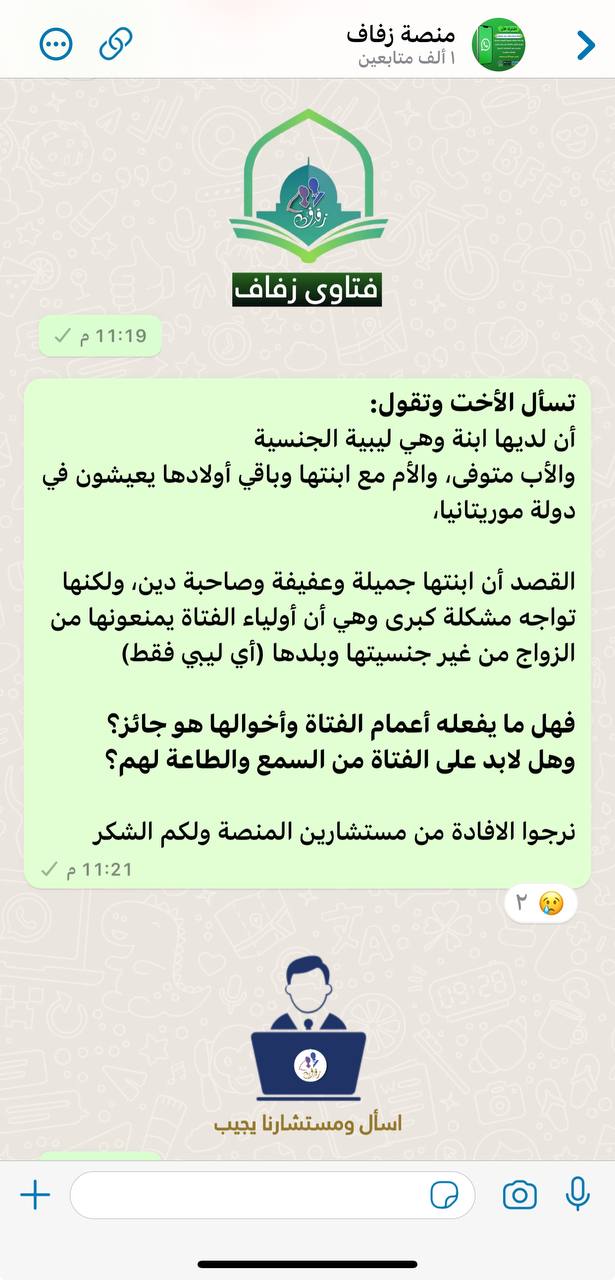 منصة زفاف
١ ألف متابعين
زفاف
فتاوى زفاف
11:19 م
تسأل الأخت وتقول:
أن لديها ابنة وهي ليبية الجنسية
والأب متوفى، والأم مع ابنتها وباقي أولادها يعيشون في
دولة موريتانيا،
القصد أن ابنتها جميلة وعفيفة وصاحبة دين، ولكنها
تواجه مشكلة كبرى وهي أن أولياء الفتاة يمنعونها من
الزواج من غير جنسيتها وبلدها (أي ليبي فقط)
فهل ما يفعله أعمام الفتاة وأخوالها هو جائز؟
وهل لابد على الفتاة من السمع والطاعة لهم؟
نرجوا الافادة من مستشارين المنصة ولكم الشكر
11:21 م
٢
زفاف
اسأل ومستشارنا يجيب